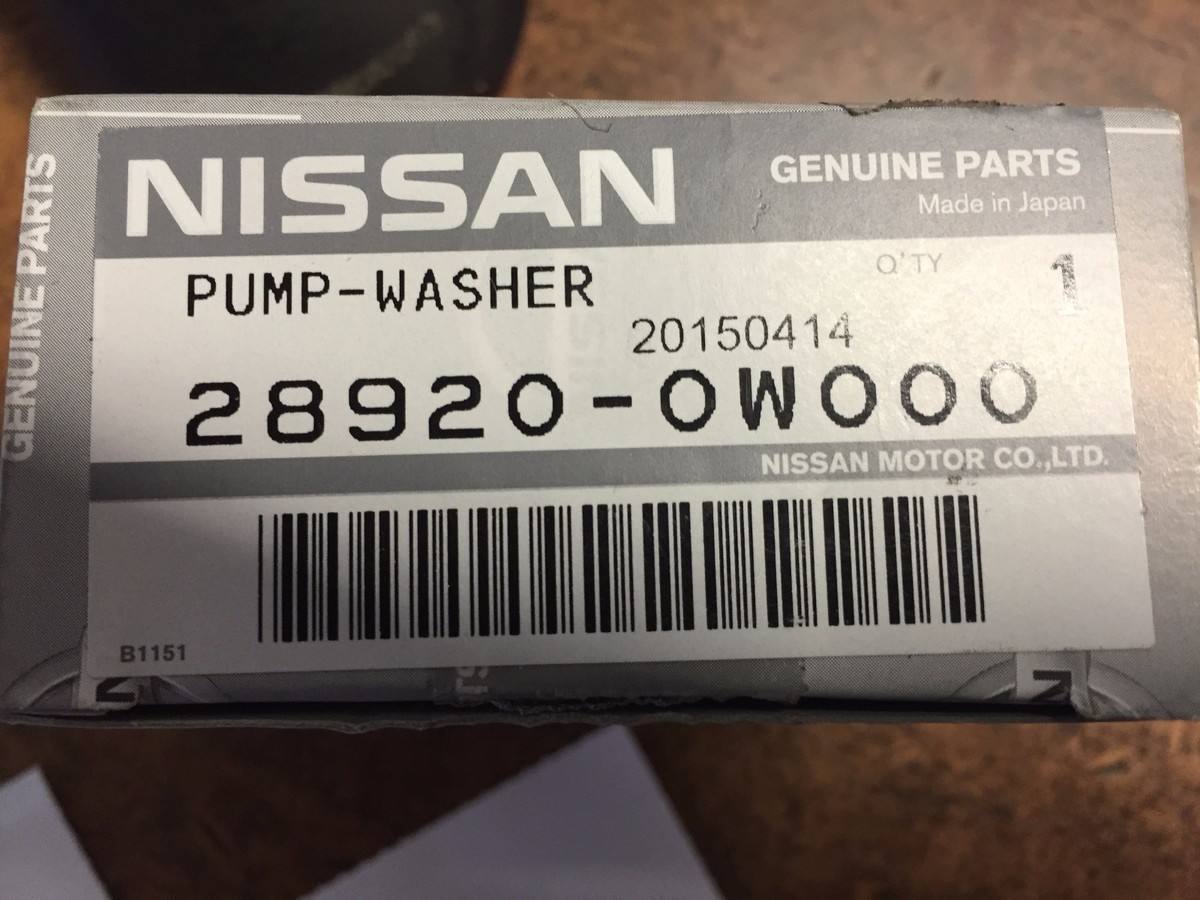 NISSAN
GENUINE PARTS
Made in Japan
PUMP-WASHER
Q'TY 1
20150414
28920-0W000
NISSAN MOTOR CO.,LTD.
B1151
GENUINE PARTS
N
N